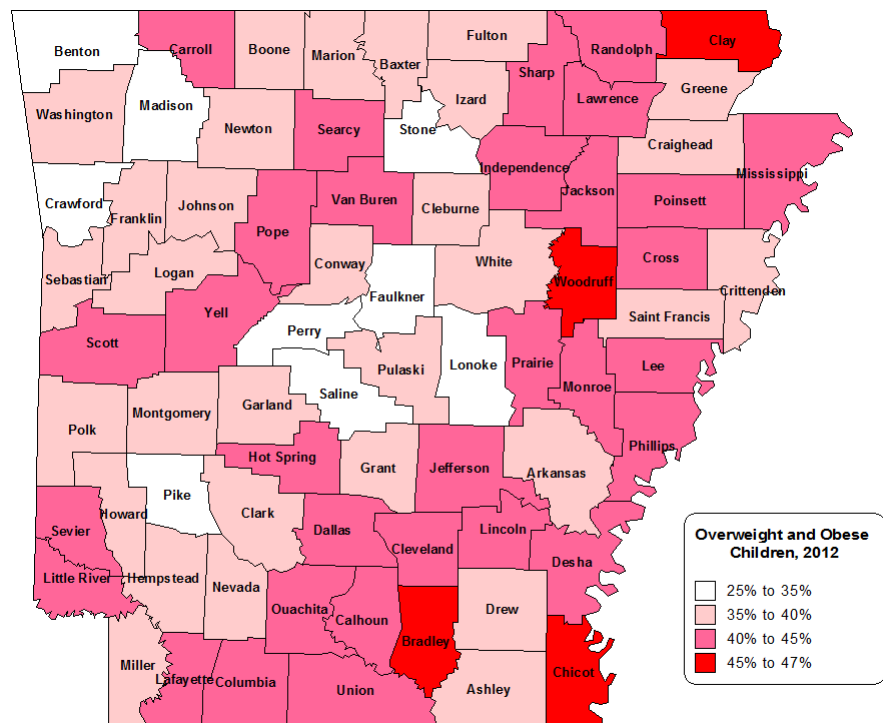 Benton
Carroll
Boone
Marion
Baxter
Fulton
Sharp
Randolph
Clay
Washington
Madison
Newton
Searcy
Stone
Izard
Lawrence
Greene
Craighead
Mississippi
Crawford
Franklin
Johnson
Pope
Van Buren
Cleburne
Independence
Jackson
Poinsett
Sebastian
Logan
Conway
Faulkner
White
Woodruff
Cross
Crittenden
Scott
Yell
Perry
Saline
Pulaski
Lonoke
Prairie
Monroe
Saint Francis
Lee
Phillips
Polk
Montgomery
Garland
Hot Spring
Grant
Jefferson
Arkansas
Sevier
Howard
Pike
Clark
Dallas
Cleveland
Lincoln
Desha
Little River
Hempstead
Nevada
Ouachita
Calhoun
Bradley
Drew
Chicot
Miller
Lafayette
Columbia
Union
Ashley
Overweight and Obese
Children, 2012
25% to 35%
35% to 40%
40% to 45%
45% to 47%